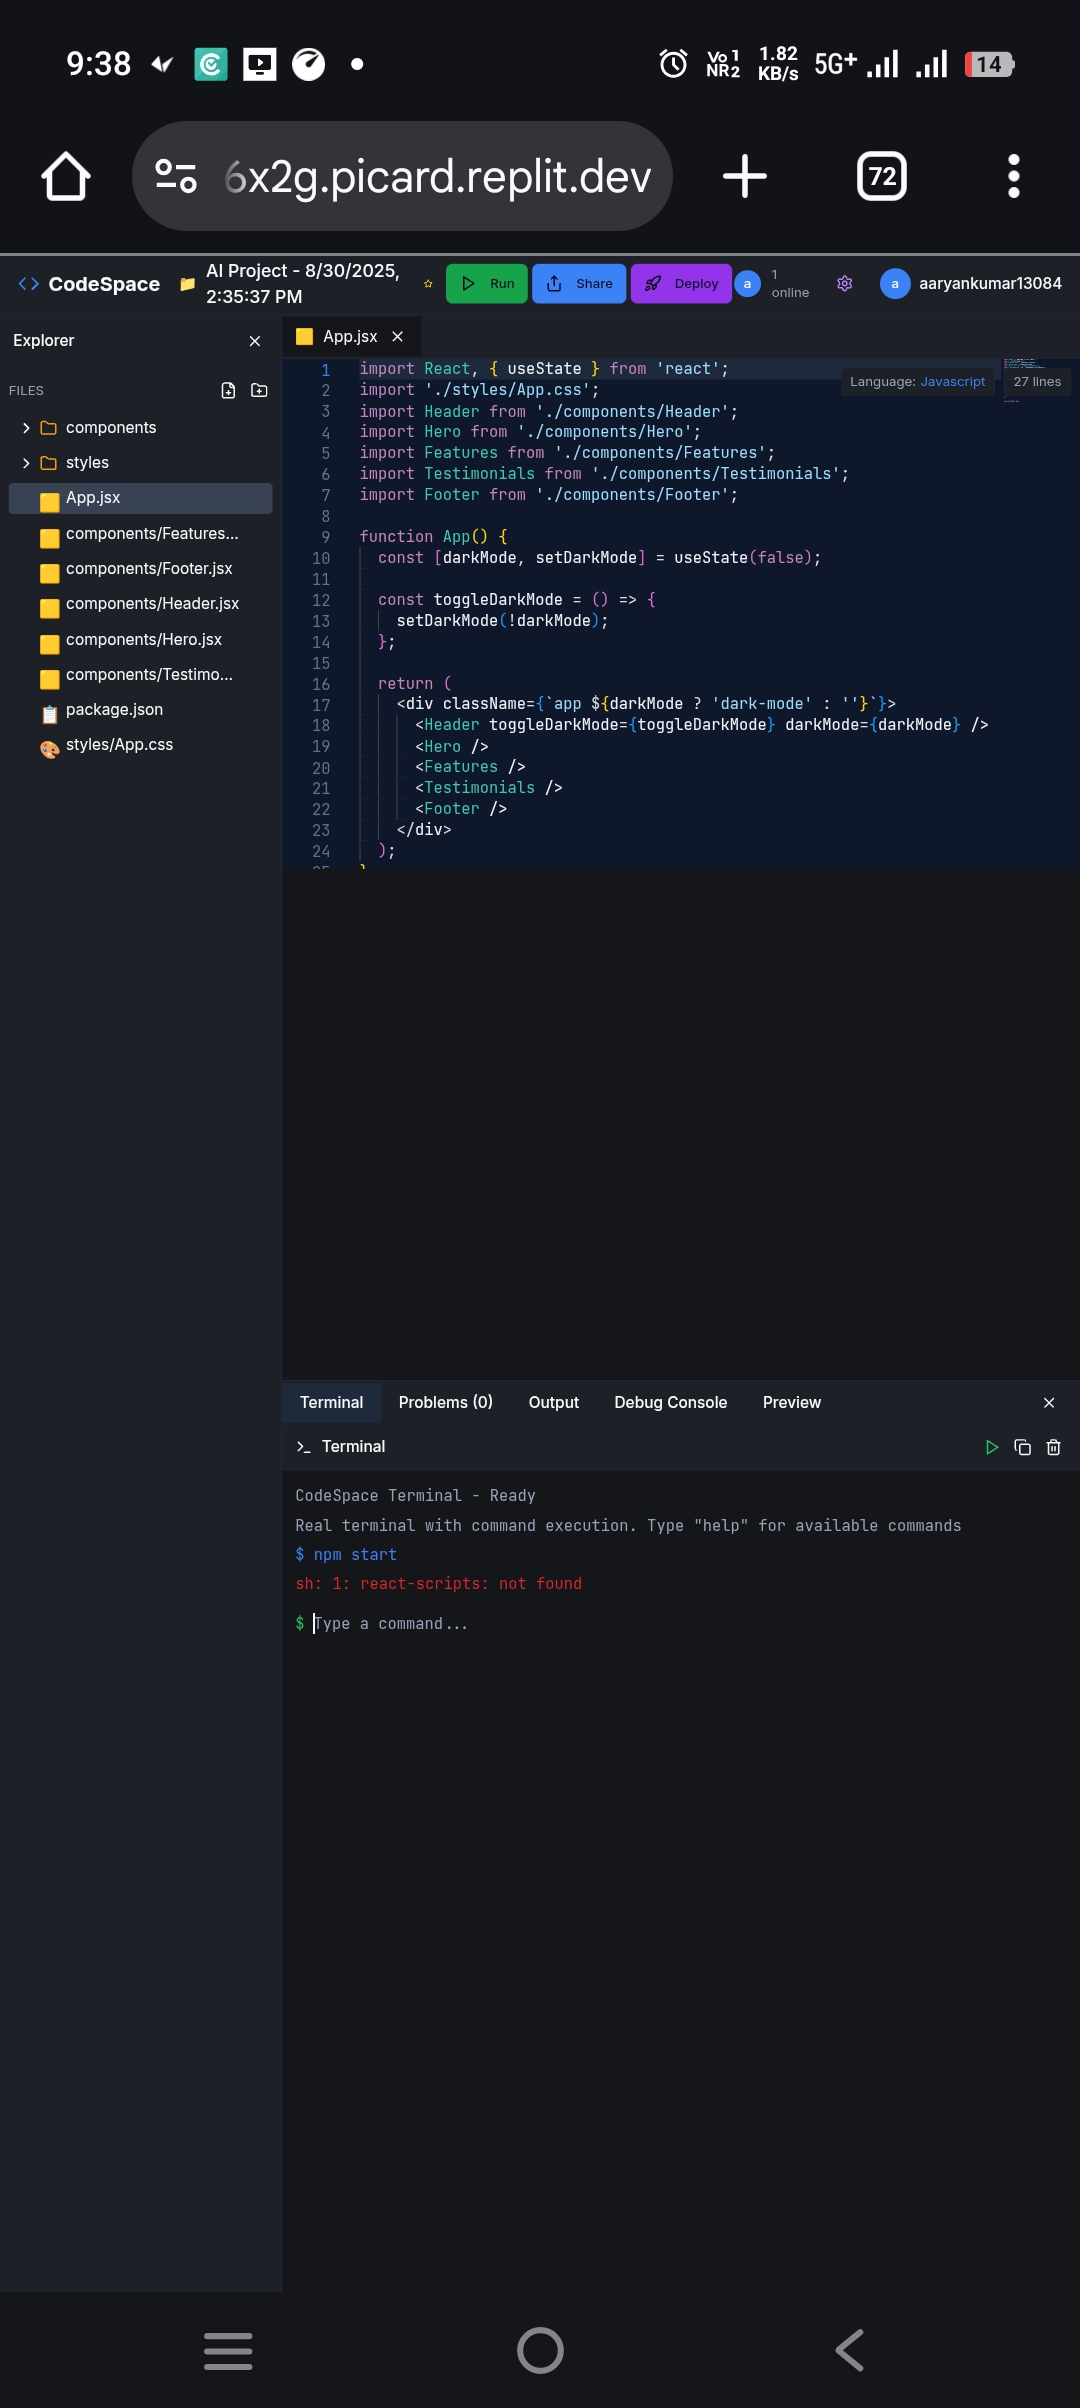 9:38
Vo 1
NR2
1.82
KB/s
5G+
14
6x2g.picard.replit.dev
72
CodeSpace
AI Project - 8/30/2025,
2:35:37 PM
Run
Share
Deploy
a
1
online
a
aaryankumar13084
Explorer
FILES
components
styles
App.jsx
components/Features...
components/Footer.jsx
components/Header.jsx
components/Hero.jsx
components/Testimo...
package.json
styles/App.css
App.jsx
Language: Javascript
27 lines
1 import React, { useState } from 'react';
2 import './styles/App.css';
3 import Header from './components/Header';
4 import Hero from './components/Hero';
5 import Features from './components/Features';
6 import Testimonials from './components/Testimonials';
7 import Footer from './components/Footer';
8
9 function App() {
10 const [darkMode, setDarkMode] = useState(false);
11
12 const toggleDarkMode = () => {
13 setDarkMode(!darkMode);
14 };
15
16 return (
17 <div className={`app ${darkMode ? 'dark-mode' : ''}`}>
18 <Header toggleDarkMode={toggleDarkMode} darkMode={darkMode} />
19 <Hero />
20 <Features />
21 <Testimonials />
22 <Footer />
23 </div>
24 );
25 }
Terminal
Problems (0)
Output
Debug Console
Preview
Terminal
CodeSpace Terminal - Ready
Real terminal with command execution. Type "help" for available commands
$ npm start
sh: 1: react-scripts: not found
$ Type a command...